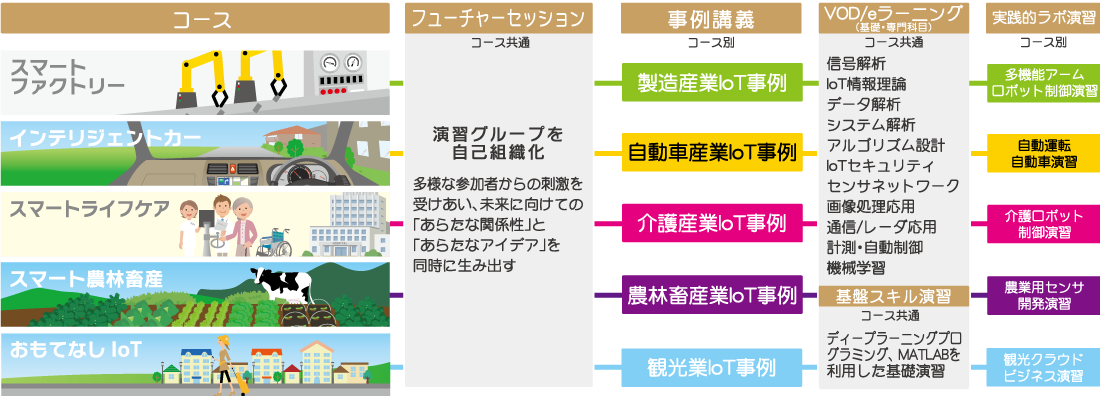 コース
スマート
ファクトリー
インテリジェントカー
スマートライフケア
スマート農林畜産
おもてなし IoT
フューチャーセッション
コース共通
演習グループを
自己組織化
多様な参加者からの刺激を
受けあい、未来に向けての
「あらたな関係性」と
「あらたなアイデア」を
同時に生み出す
事例講義
コース別
製造産業IoT事例
自動車産業IoT事例
介護産業IoT事例
農林畜産業IoT事例
観光業IoT事例
VOD/eラーニング
(基礎・専門科目)
コース共通
信号解析
IoT情報理論
データ解析
システム解析
アルゴリズム設計
IoTセキュリティ
センサネットワーク
画像処理応用
通信/レーダ応用
計測・自動制御
機械学習
基盤スキル演習
コース共通
ディープラーニングプロ
グラミング、MATLABを
利用した基礎演習
実践的ラボ演習
コース別
多機能アーム
ロボット制御演習
自動運転
自動車演習
介護ロボット
制御演習
農業用センサ
開発演習
観光クラウド
ビジネス演習